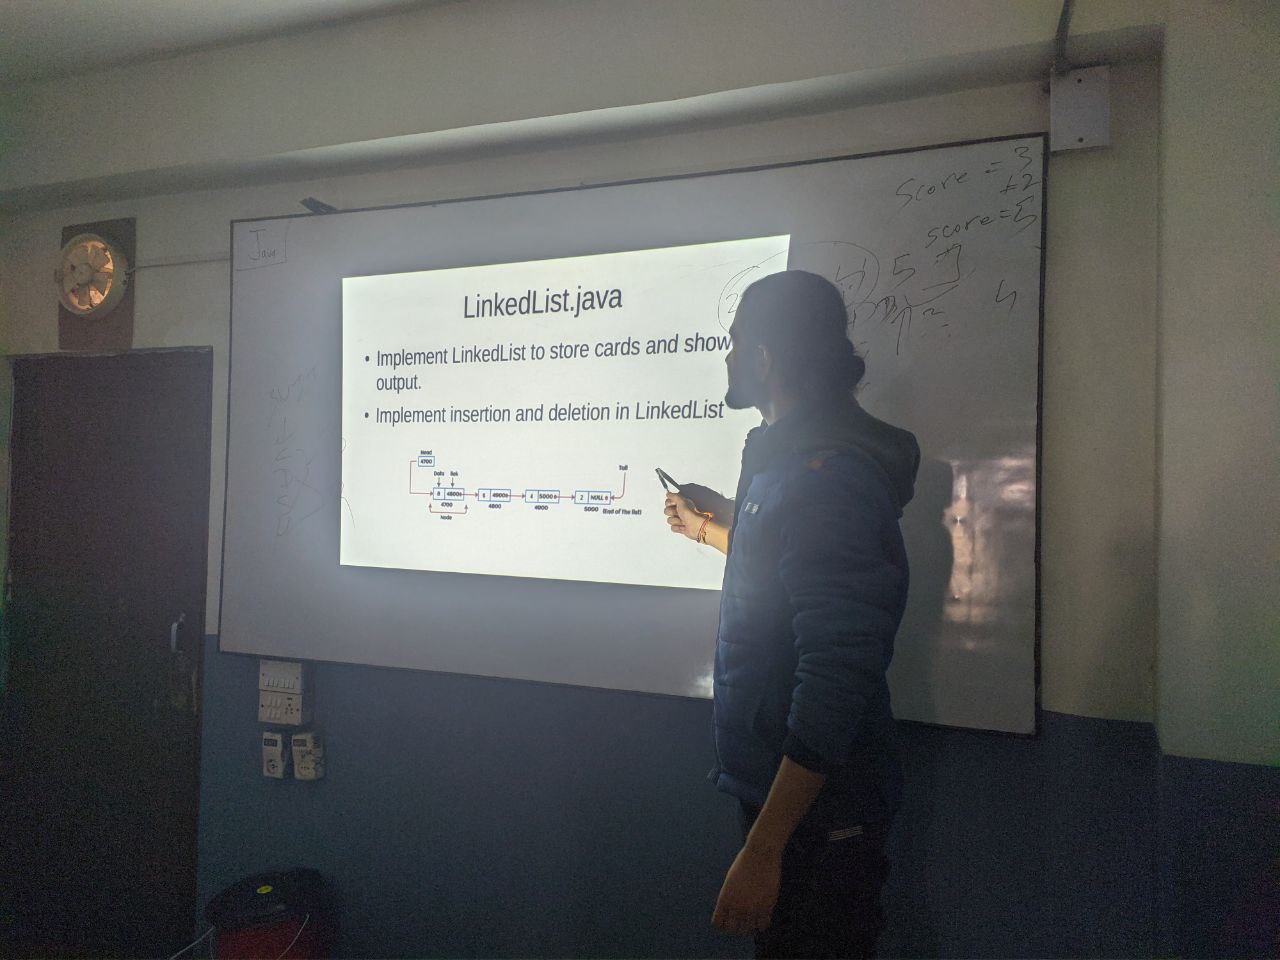 Java
Score = 3
+2
score=5
5
4
LinkedList.java
• Implement LinkedList to store cards and show
output.
• Implement insertion and deletion in LinkedList
Head
4700
Data
link
Tail
8 4800
6 4900
4 5000
2 NULL
4700
4800
4900
5000 (End of the list)
Node